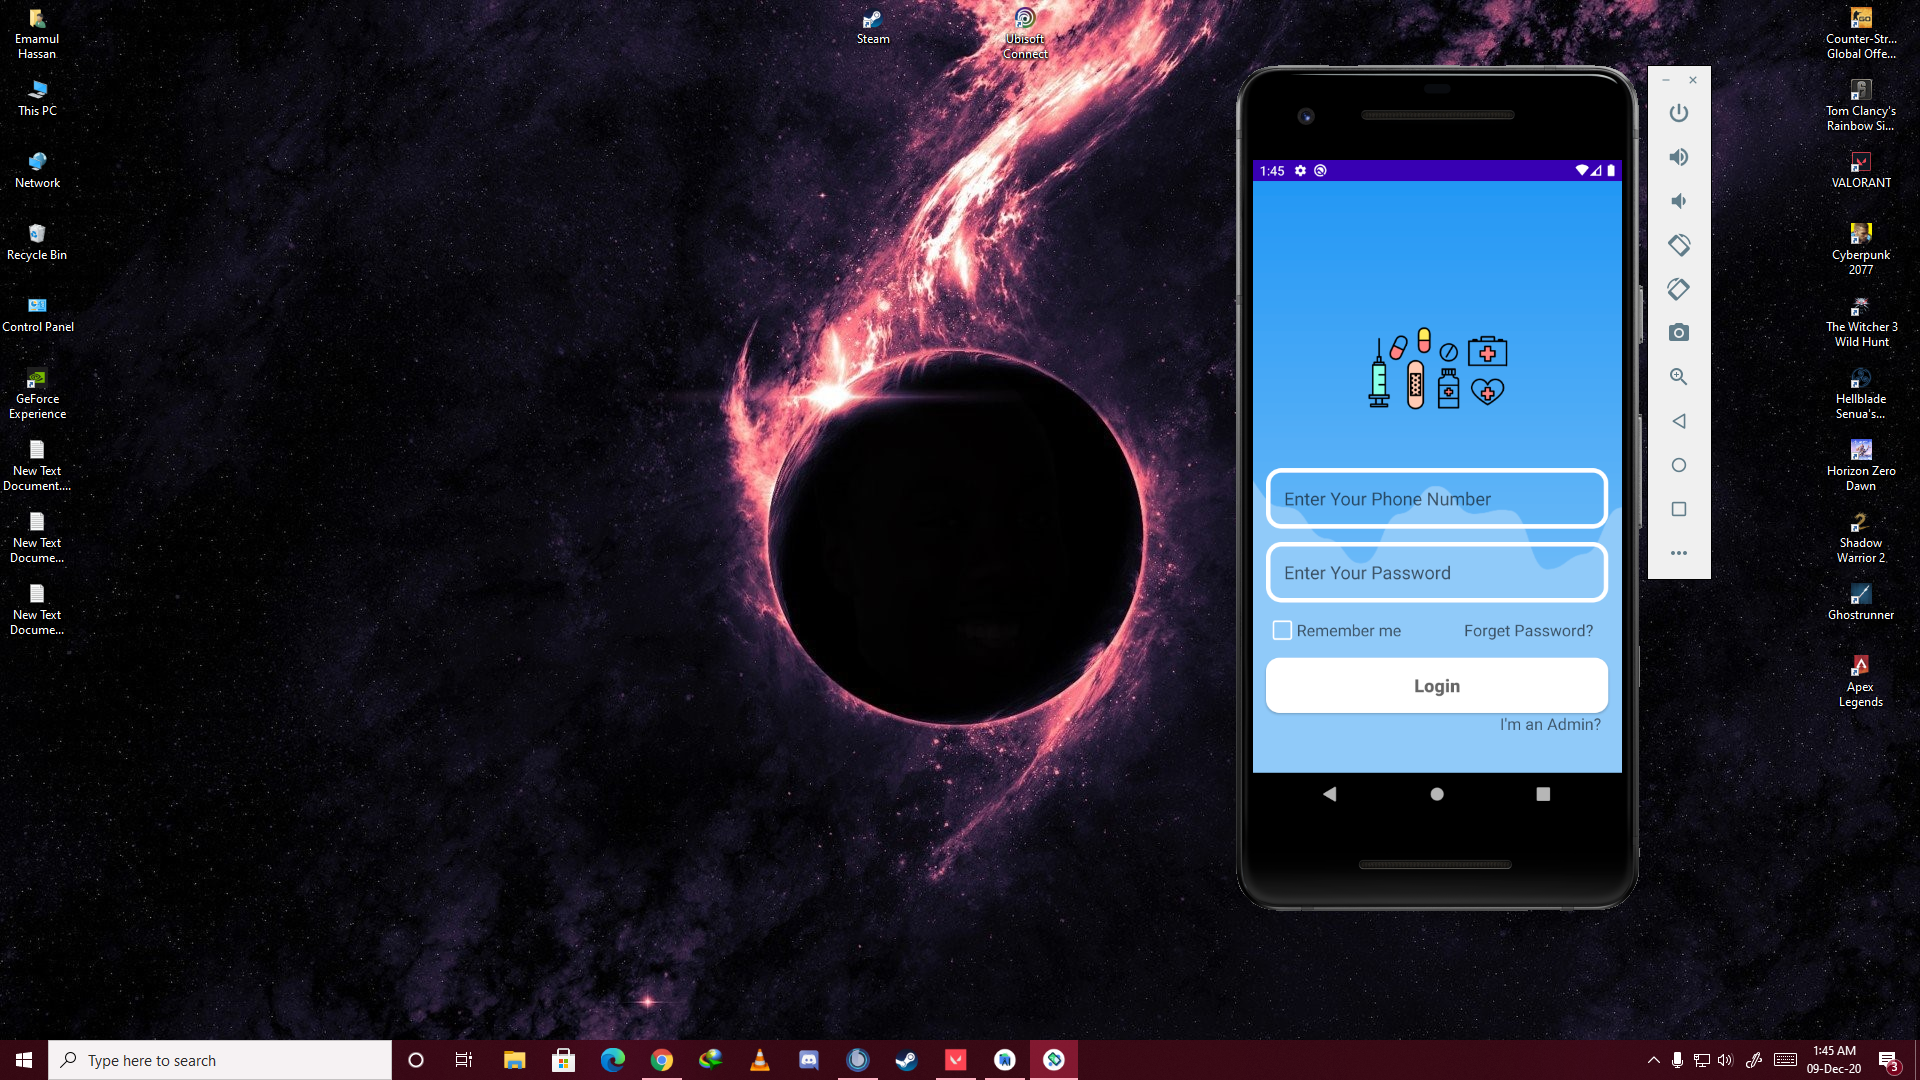 Emamul
Hassan
This PC
Network
Recycle Bin
Control Panel
GeForce
Experience
New Text
Document....
New Text
Docume...
New Text
Docume...
Steam
Ubisoft
Connect
1:45
Enter Your Phone Number
Enter Your Password
Remember me
Forget Password?
Login
I'm an Admin?
Counter-Str...
Global Offe...
Tom Clancy's
Rainbow Si...
VALORANT
Cyberpunk
2077
The Witcher 3
Wild Hunt
Hellblade
Senua's...
Horizon Zero
Dawn
Shadow
Warrior 2
Ghostrunner
Apex
Legends
Type here to search
1:45 AM
09-Dec-20
3